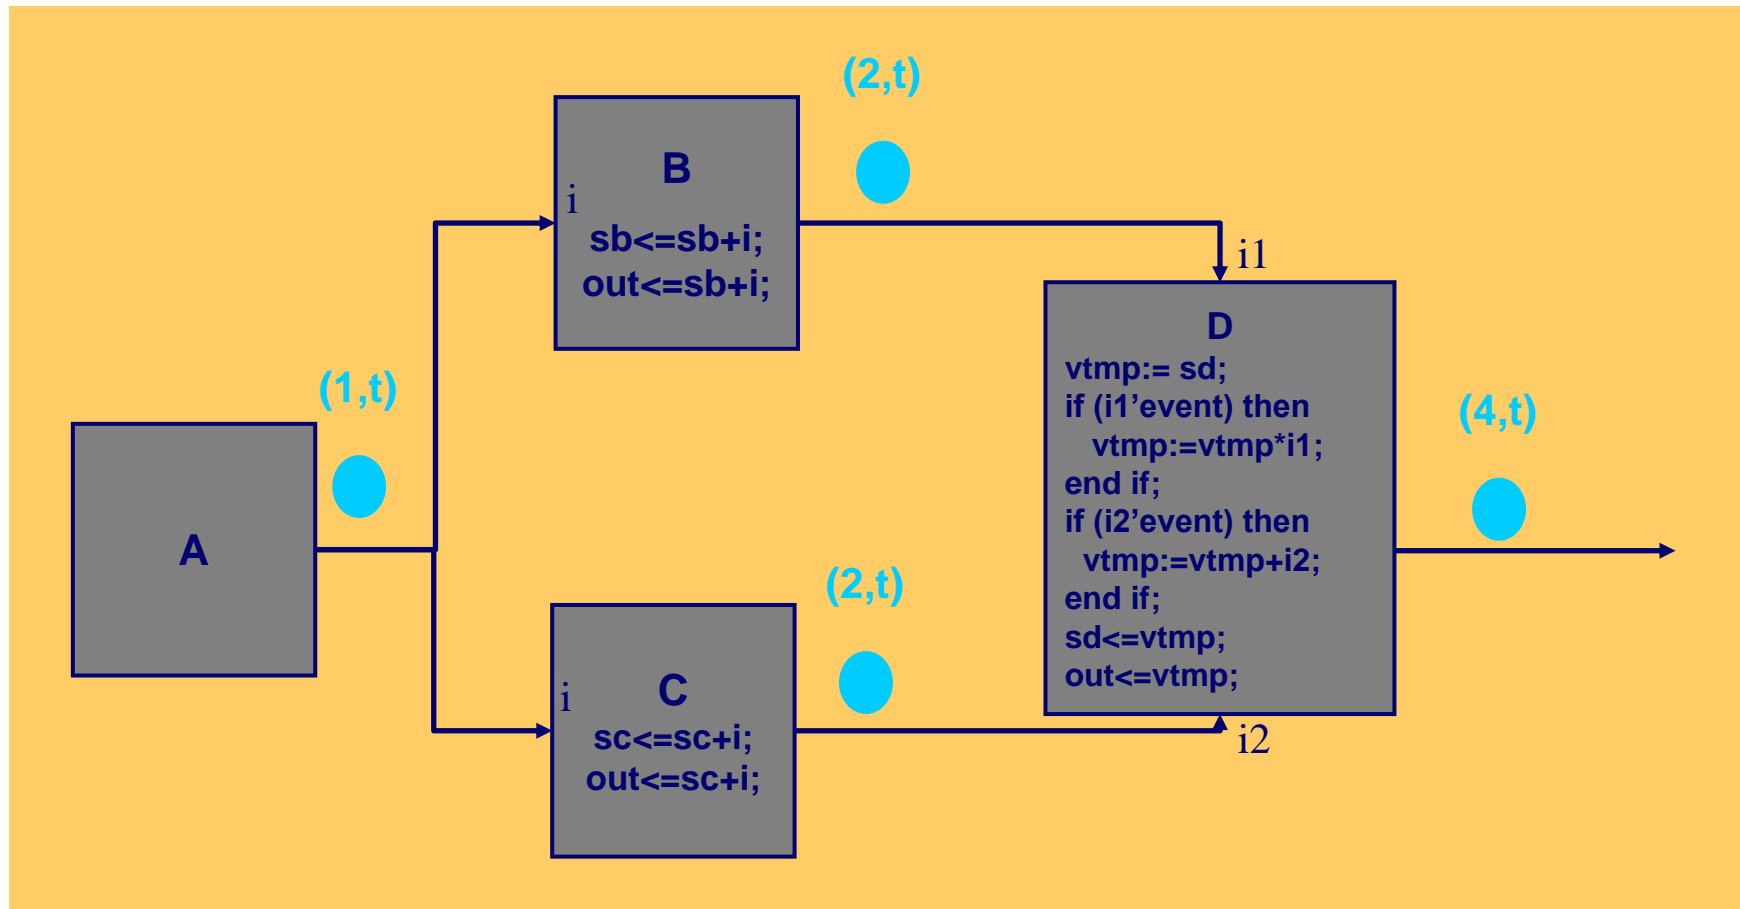 (2,t)
B
i
sb<=sb+i;
out<=sb+i;
i1
(1,t)
A
D
vtmp:= sd;
if (i1’event) then
vtmp:=vtmp*i1;
end if;
if (i2’event) then
vtmp:=vtmp+i2;
end if;
sd<=vtmp;
out<=vtmp;
(4,t)
(2,t)
i
C
sc<=sc+i;
out<=sc+i;
i2